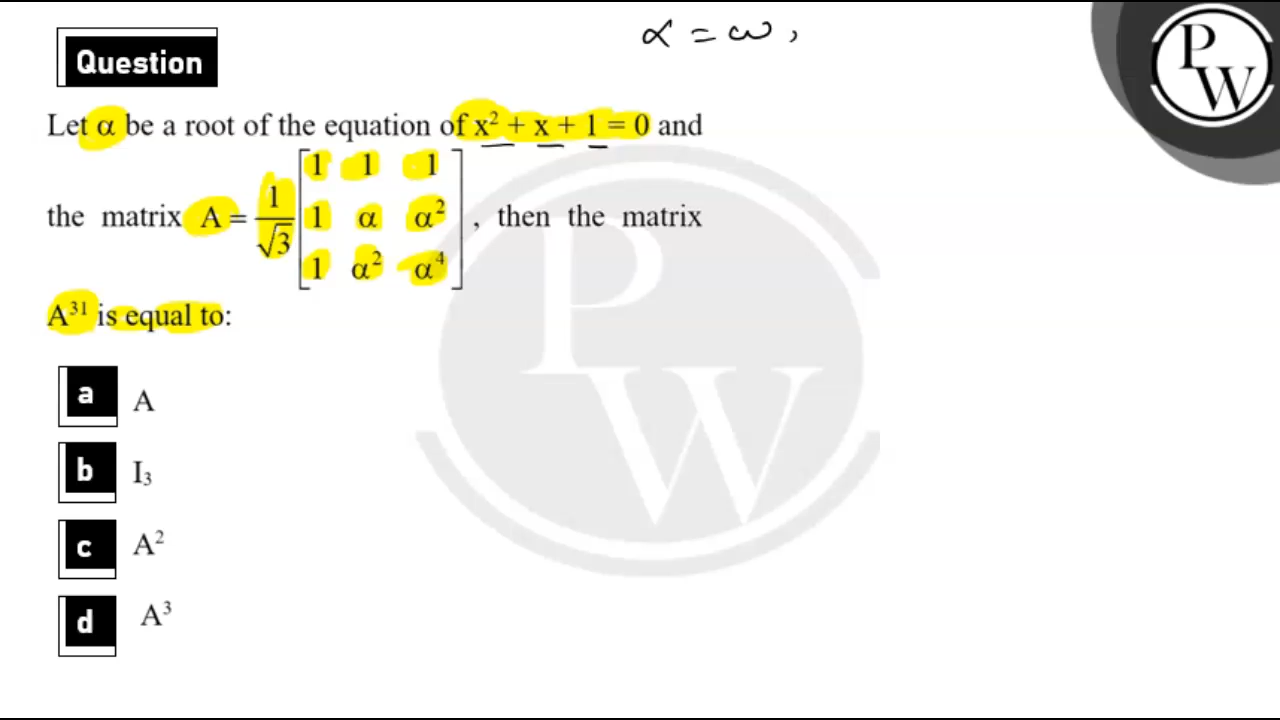 α = ω,
Question
Let α be a root of the equation of x² + x + 1 = 0 and
the matrix A = 1/√3 [1 1 1; 1 α α²; 1 α² α⁴], then the matrix
A³¹ is equal to:
a A
b I₃
c A²
d A³
PW
PW